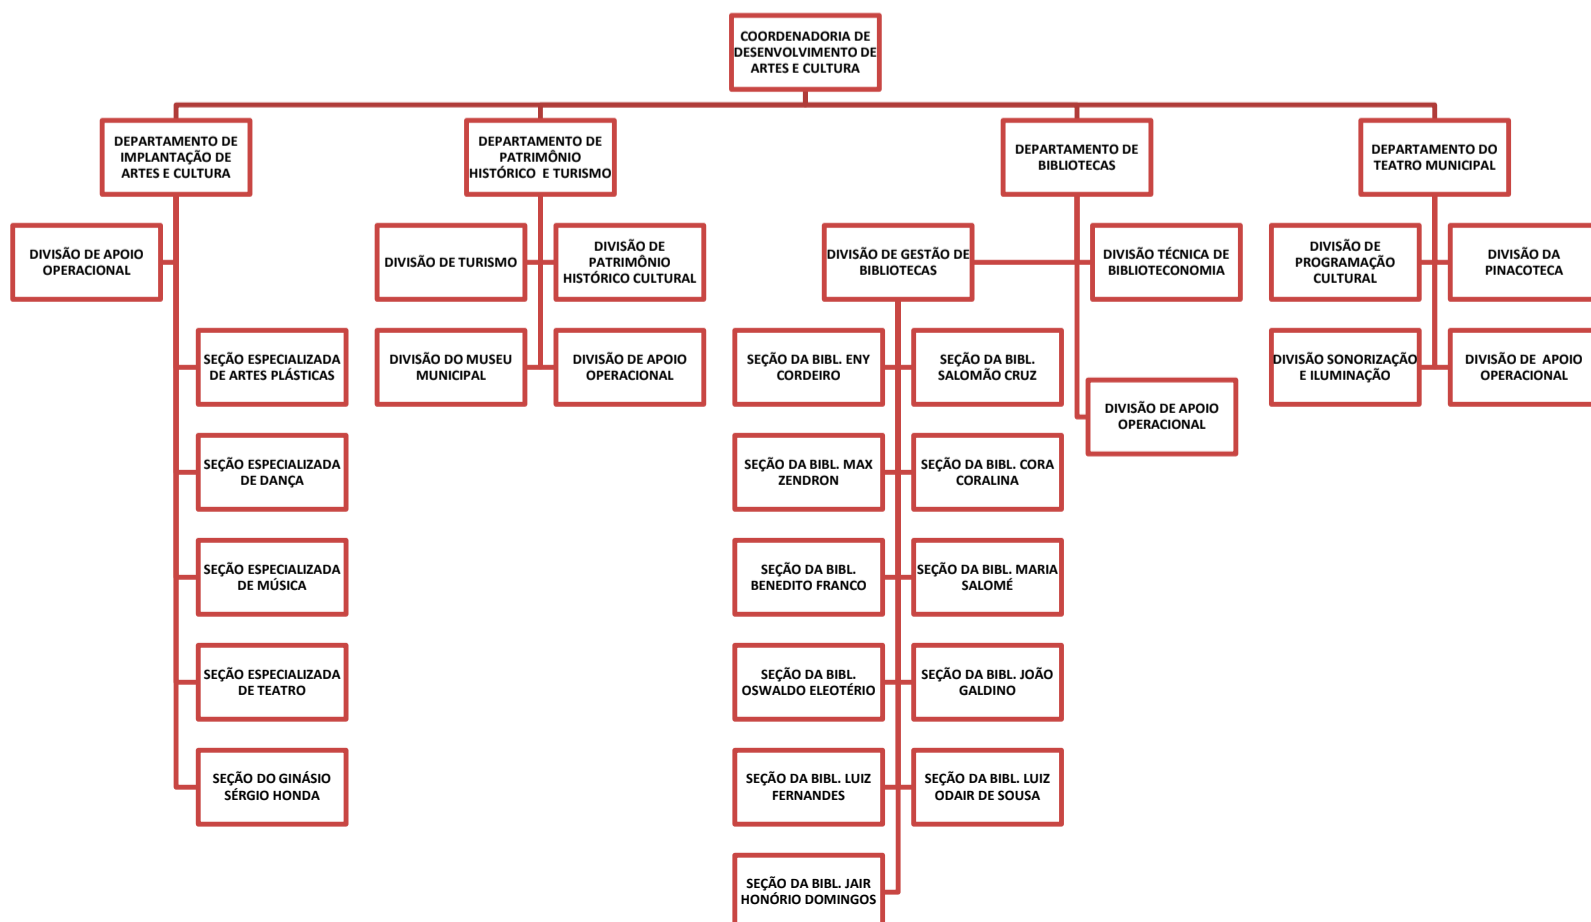 COORDENADORIA DE
DESENVOLVIMENTO DE
ARTES E CULTURA
DEPARTAMENTO DE
IMPLANTAÇÃO DE
ARTES E CULTURA
DEPARTAMENTO DE
PATRIMÔNIO
HISTÓRICO E TURISMO
DEPARTAMENTO DE
BIBLIOTECAS
DEPARTAMENTO DO
TEATRO MUNICIPAL
DIVISÃO DE APOIO
OPERACIONAL
DIVISÃO DE TURISMO
DIVISÃO DE
PATRIMÔNIO
HISTÓRICO CULTURAL
DIVISÃO DE GESTÃO DE
BIBLIOTECAS
DIVISÃO TÉCNICA DE
BIBLIOTECONOMIA
DIVISÃO DE
PROGRAMAÇÃO
CULTURAL
DIVISÃO DA
PINACOTECA
SEÇÃO ESPECIALIZADA
DE ARTES PLÁSTICAS
DIVISÃO DO MUSEU
MUNICIPAL
DIVISÃO DE APOIO
OPERACIONAL
SEÇÃO DA BIBL. ENY
CORDEIRO
SEÇÃO DA BIBL.
SALOMÃO CRUZ
DIVISÃO SONORIZAÇÃO
E ILUMINAÇÃO
DIVISÃO DE APOIO
OPERACIONAL
DIVISÃO DE APOIO
OPERACIONAL
SEÇÃO ESPECIALIZADA
DE DANÇA
SEÇÃO DA BIBL. MAX
ZENDRON
SEÇÃO DA BIBL. CORA
CORALINA
SEÇÃO ESPECIALIZADA
DE MÚSICA
SEÇÃO DA BIBL.
BENEDITO FRANCO
SEÇÃO DA BIBL. MARIA
SALOMÉ
SEÇÃO ESPECIALIZADA
DE TEATRO
SEÇÃO DA BIBL.
OSWALDO ELEOTÉRIO
SEÇÃO DA BIBL. JOÃO
GALDINO
SEÇÃO DO GINÁSIO
SÉRGIO HONDA
SEÇÃO DA BIBL. LUIZ
FERNANDES
SEÇÃO DA BIBL. LUIZ
ODAIR DE SOUSA
SEÇÃO DA BIBL. JAIR
HONÓRIO DOMINGOS